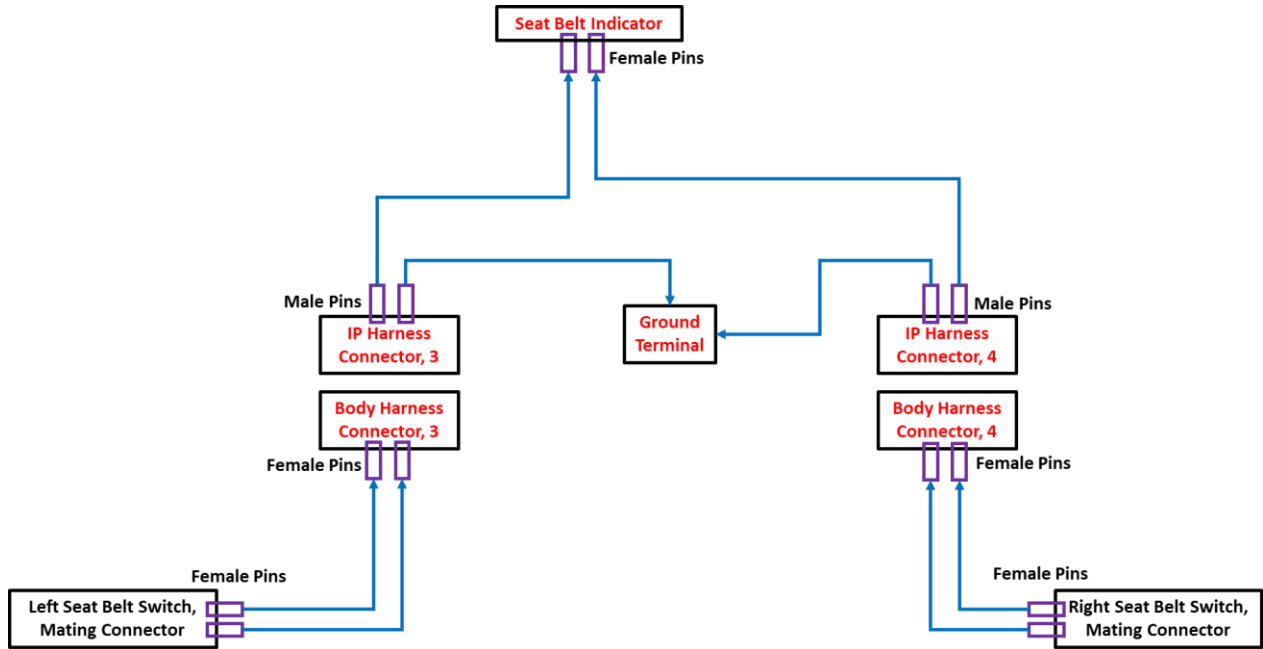 Seat Belt Indicator
Female Pins
Male Pins
IP Harness
Connector, 3
Ground
Terminal
Male Pins
IP Harness
Connector, 4
Body Harness
Connector, 3
Female Pins
Body Harness
Connector, 4
Female Pins
Female Pins
Left Seat Belt Switch,
Mating Connector
Female Pins
Right Seat Belt Switch,
Mating Connector